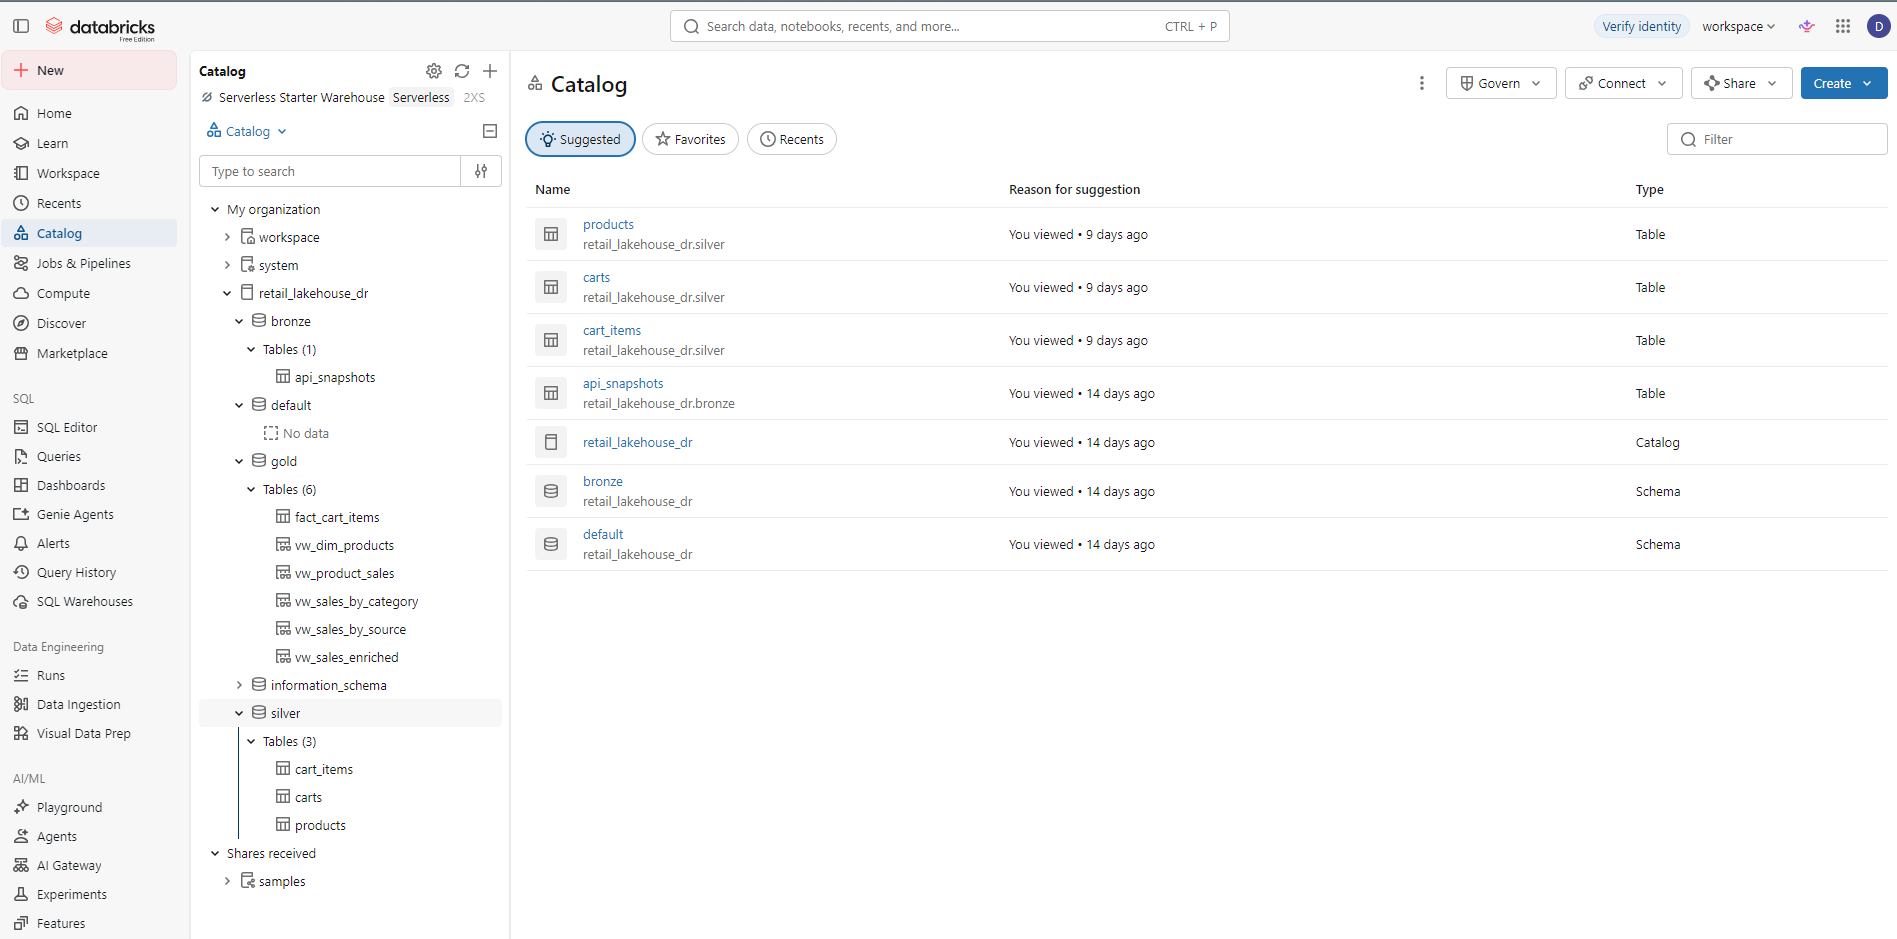 databricks
Free Edition
Search data, notebooks, recents, and more...
CTRL + P
Verify identity
workspace
D
New
Home
Learn
Workspace
Recents
Catalog
Jobs & Pipelines
Compute
Discover
Marketplace
SQL
SQL Editor
Queries
Dashboards
Genie Agents
Alerts
Query History
SQL Warehouses
Data Engineering
Runs
Data Ingestion
Visual Data Prep
AI/ML
Playground
Agents
AI Gateway
Experiments
Features
Catalog
Serverless Starter Warehouse Serverless 2XS
Catalog
Type to search
My organization
workspace
system
retail_lakehouse_dr
bronze
Tables (1)
api_snapshots
default
No data
gold
Tables (6)
fact_cart_items
vw_dim_products
vw_product_sales
vw_sales_by_category
vw_sales_by_source
vw_sales_enriched
information_schema
silver
Tables (3)
cart_items
carts
products
Shares received
samples
Catalog
Govern
Connect
Share
Create
Suggested
Favorites
Recents
Filter
Name Reason for suggestion Type
products
retail_lakehouse_dr.silver
You viewed • 9 days ago
Table
carts
retail_lakehouse_dr.silver
You viewed • 9 days ago
Table
cart_items
retail_lakehouse_dr.silver
You viewed • 9 days ago
Table
api_snapshots
retail_lakehouse_dr.bronze
You viewed • 14 days ago
Table
retail_lakehouse_dr
You viewed • 14 days ago
Catalog
bronze
retail_lakehouse_dr
You viewed • 14 days ago
Schema
default
retail_lakehouse_dr
You viewed • 14 days ago
Schema